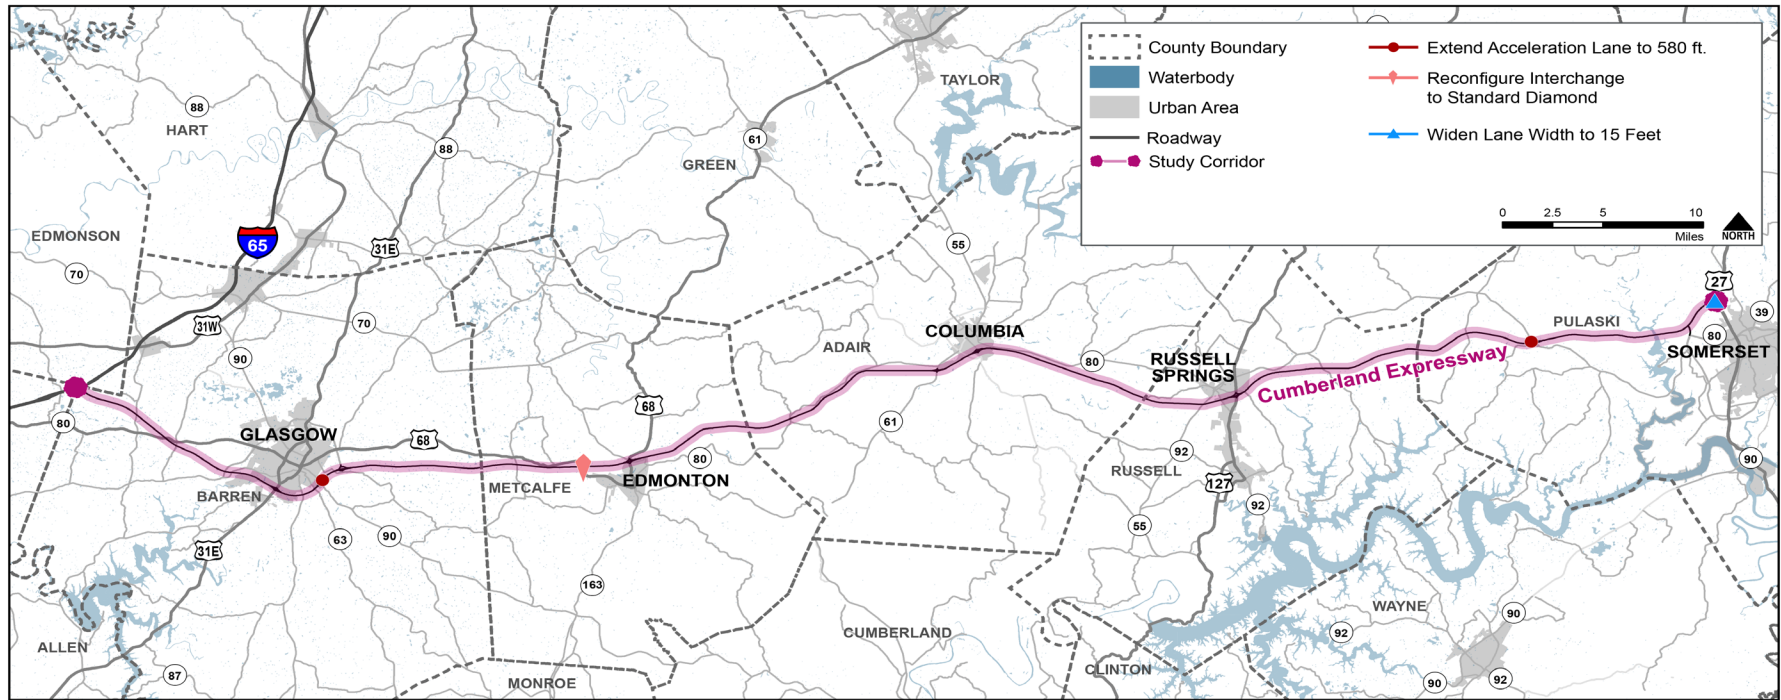 County Boundary
Waterbody
Urban Area
Roadway
Study Corridor
Extend Acceleration Lane to 580 ft.
Reconfigure Interchange
to Standard Diamond
Widen Lane Width to 15 Feet
0 2.5 5 10
Miles
NORTH
TAYLOR
88
HART
61
88
GREEN
EDMONSON
65
31E
55
70
27
39
31W
70
PULASKI
COLUMBIA
80
ADAIR
80
SOMERSET
90
RUSSELL
SPRINGS
Cumberland Expressway
80
68
61
GLASGOW
68
80
92
90
BARREN
METCALFE
EDMONTON
RUSSELL
127
92
55
63
90
31E
163
WAYNE
90
CUMBERLAND
92
ALLEN
CLINTON
87
MONROE
90
92